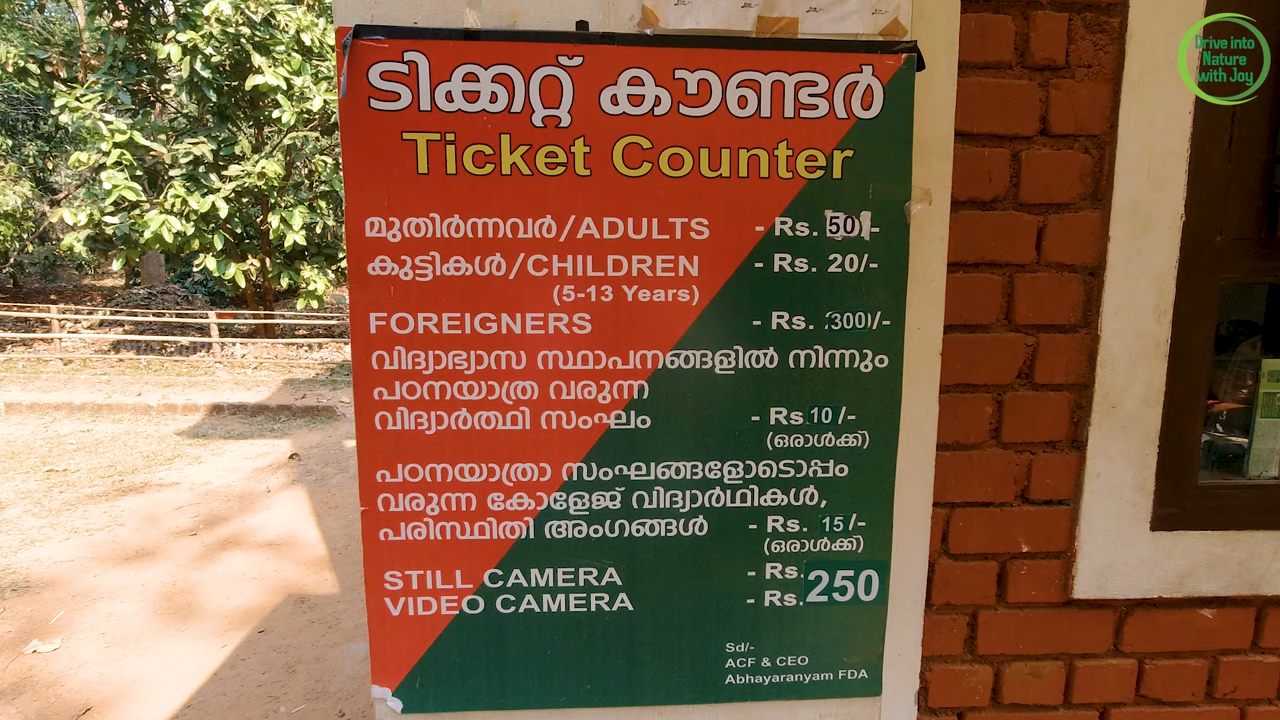 Drive into
Nature
with Joy
ടിക്കറ്റ് കൗണ്ടർ
Ticket Counter
മുതിർന്നവർ/ADULTS - Rs. 50/-
കുട്ടികൾ/CHILDREN - Rs. 20/-
(5-13 Years)
FOREIGNERS - Rs. 300/-
വിദ്യാഭ്യാസ സ്ഥാപനങ്ങളിൽ നിന്നും
പഠനയാത്ര വരുന്ന
വിദ്യാർത്ഥി സംഘം - Rs 10 /-
(ഒരാൾക്ക്)
പഠനയാത്രാ സംഘങ്ങളോടൊപ്പം
വരുന്ന കോളേജ് വിദ്യാർഥികൾ,
പരിസ്ഥിതി അംഗങ്ങൾ - Rs. 15 /-
(ഒരാൾക്ക്)
STILL CAMERA - Rs.
VIDEO CAMERA - Rs. 250
Sd/-
ACF & CEO
Abhayaranyam FDA